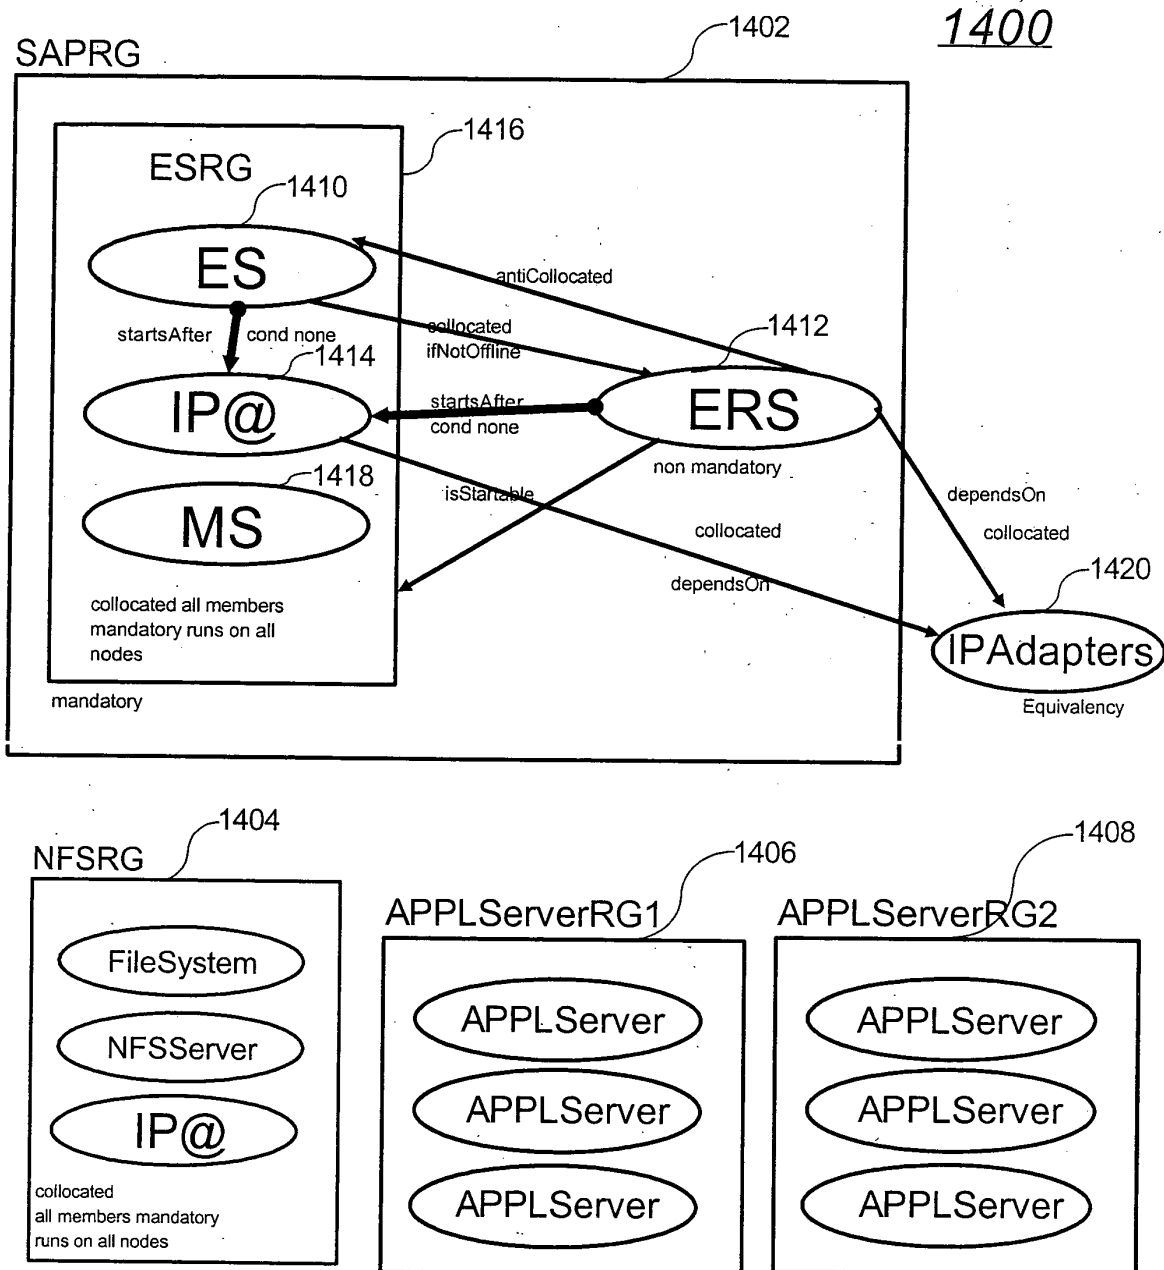 1400
1402
SAPRG
1416
ESRG
1410
ES
antiCollocated
startsAfter cond none
collocated
ifNotOffline
1412
1414
IP@
startsAfter
cond none
ERS
non mandatory
1418
MS
isStartable
dependsOn
collocated
collocated
dependsOn
1420
collocated all members
mandatory runs on all
nodes
IPAdapters
Equivalency
mandatory
1404
NFSRG
FileSystem
NFSServer
IP@
collocated
all members mandatory
runs on all nodes
1406
APPLServerRG1
APPLServer
APPLServer
APPLServer
1408
APPLServerRG2
APPLServer
APPLServer
APPLServer